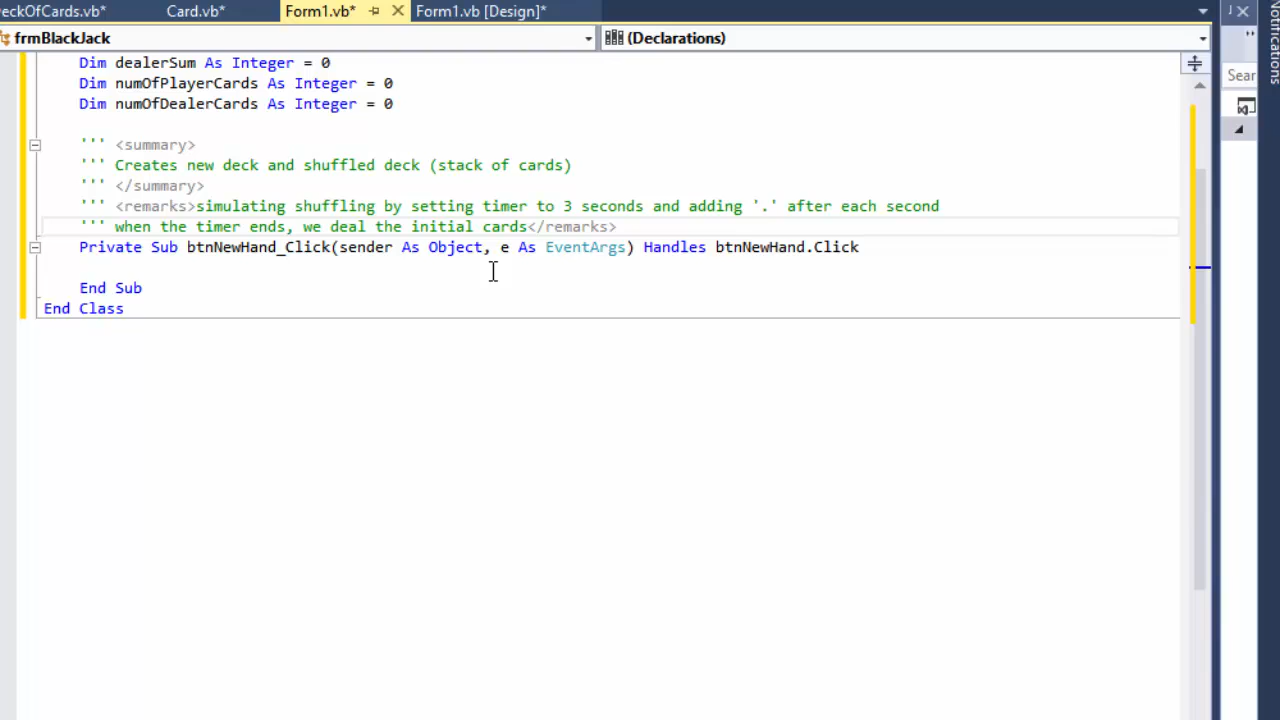 eckOfCards.vb* Card.vb* Form1.vb* Form1.vb [Design]*
frmBlackJack (Declarations)
Dim dealerSum As Integer = 0
Dim numOfPlayerCards As Integer = 0
Dim numOfDealerCards As Integer = 0
''' <summary>
''' Creates new deck and shuffled deck (stack of cards)
''' </summary>
''' <remarks>simulating shuffling by setting timer to 3 seconds and adding '.' after each second
''' when the timer ends, we deal the initial cards</remarks>
Private Sub btnNewHand_Click(sender As Object, e As EventArgs) Handles btnNewHand.Click
End Sub
End Class
Sear
Notifications